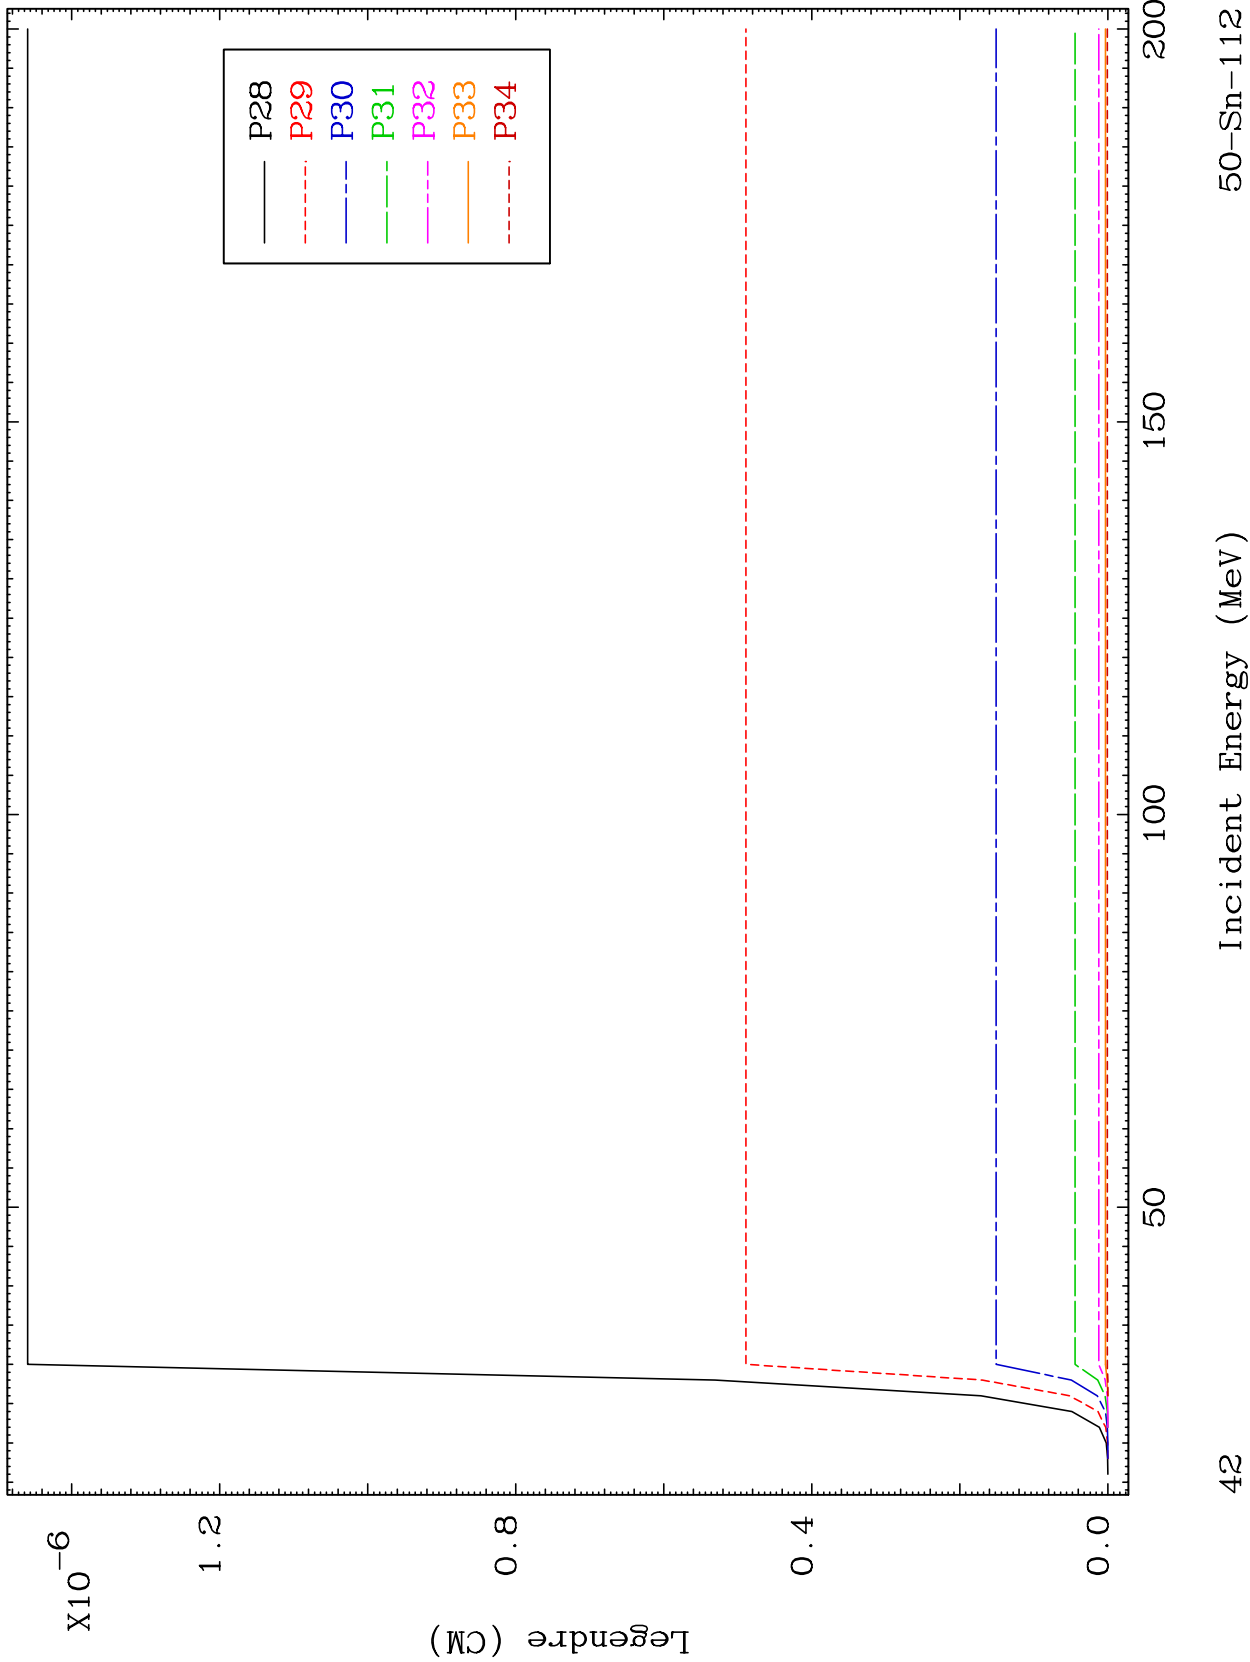 X10-6
1.2
0.8
0.4
0.0
Legendre (CM)
P28
P29
P30
P31
P32
P33
P34
50
100
150
200
Incident Energy (MeV)
42
50-Sn-112